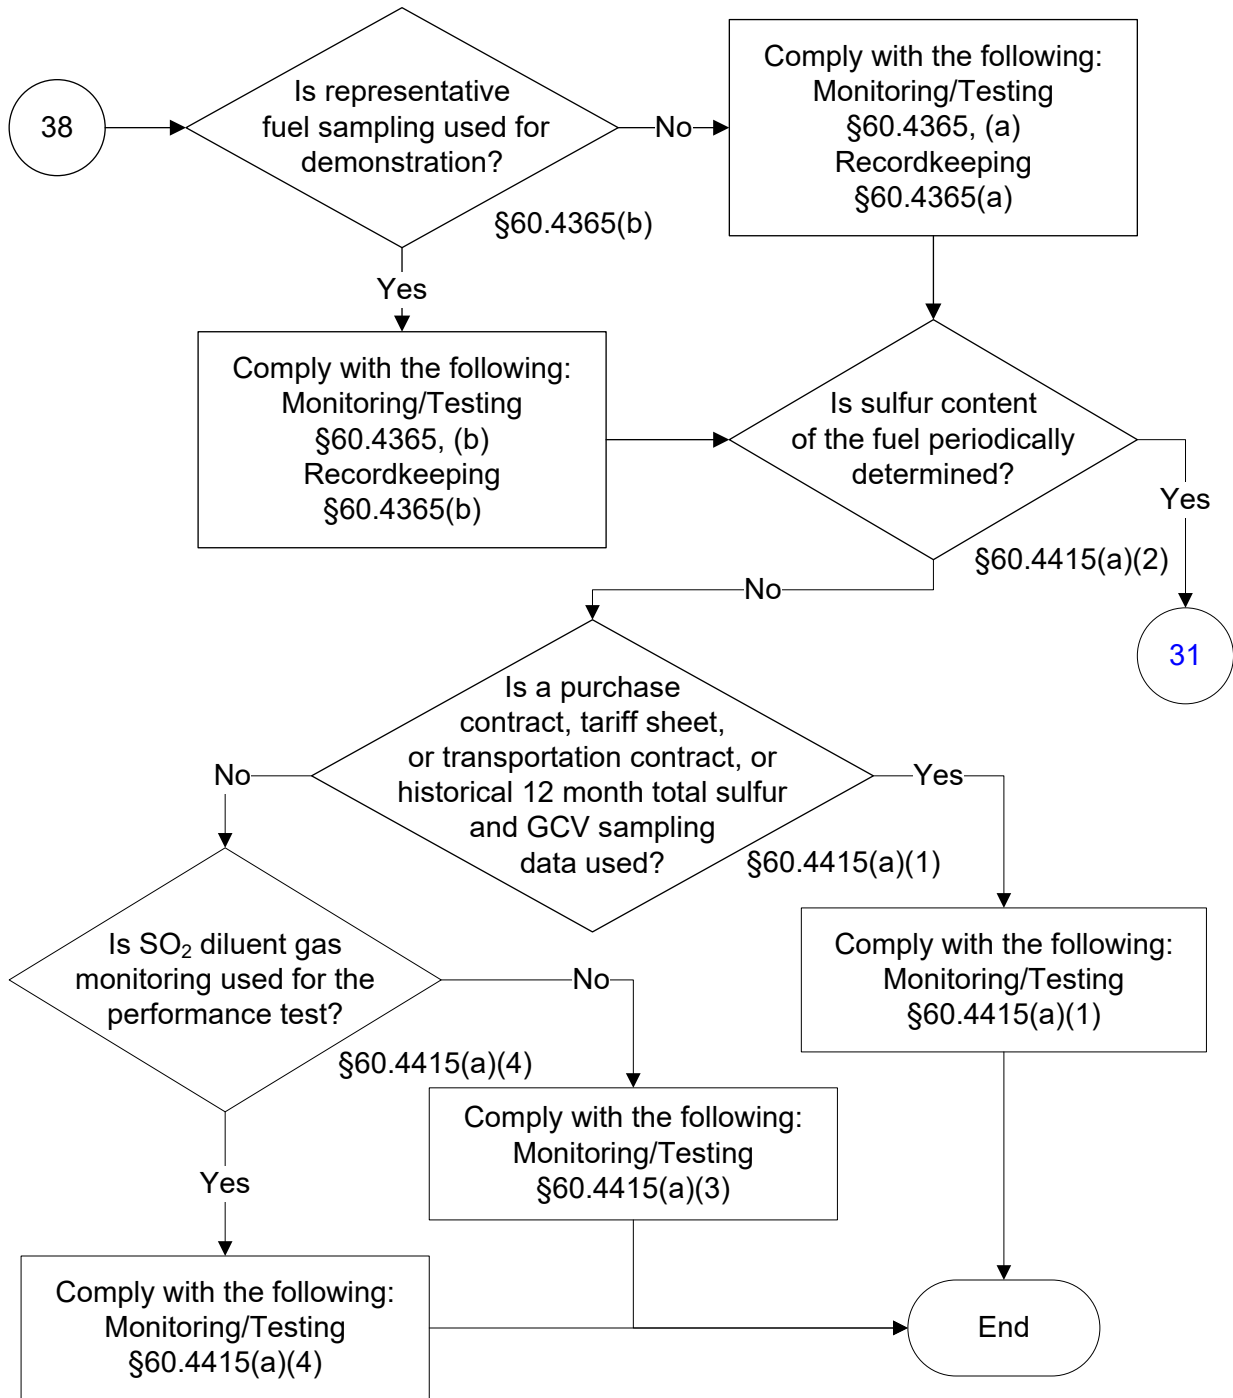 38
Is representative
fuel sampling used for
demonstration?
§60.4365(b)
No
Comply with the following:
Monitoring/Testing
§60.4365, (a)
Recordkeeping
§60.4365(a)
Yes
Comply with the following:
Monitoring/Testing
§60.4365, (b)
Recordkeeping
§60.4365(b)
Is sulfur content
of the fuel periodically
determined?
§60.4415(a)(2)
Yes
31
No
Is a purchase
contract, tariff sheet,
or transportation contract, or
historical 12 month total sulfur
and GCV sampling
data used?
§60.4415(a)(1)
Yes
Comply with the following:
Monitoring/Testing
§60.4415(a)(1)
No
Is SO₂ diluent gas
monitoring used for the
performance test?
§60.4415(a)(4)
No
Comply with the following:
Monitoring/Testing
§60.4415(a)(3)
Yes
Comply with the following:
Monitoring/Testing
§60.4415(a)(4)
End